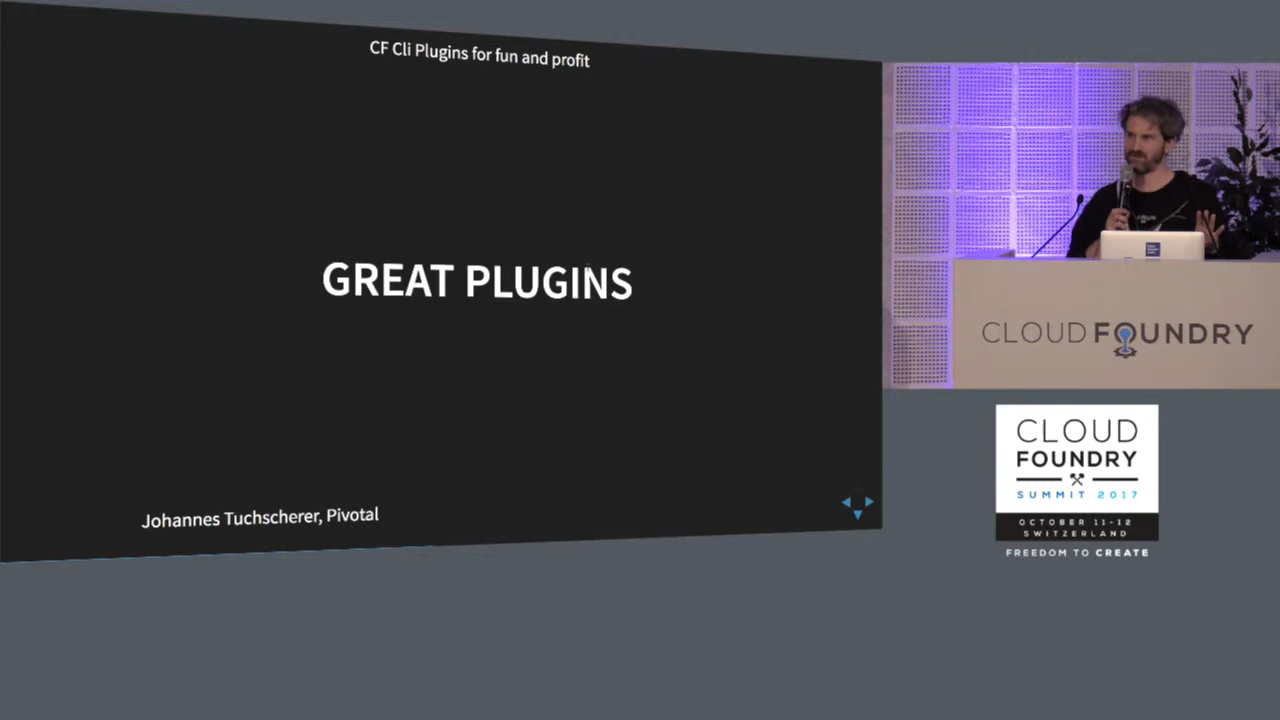 CF Cli Plugins for fun and profit
GREAT PLUGINS
Johannes Tuchscherer, Pivotal
CLOUD FOUNDRY
CLOUD
FOUNDRY
SUMMIT 2017
OCTOBER 11-12
SWITZERLAND
FREEDOM TO CREATE